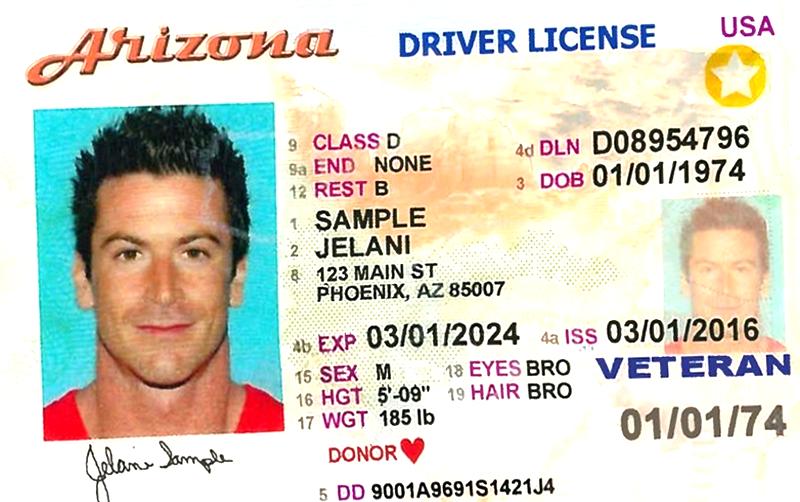 Arizona DRIVER LICENSE USA
9 CLASS D 4d DLN D08954796
9a END NONE 3 DOB 01/01/1974
12 REST B
1 SAMPLE
2 JELANI
8 123 MAIN ST
PHOENIX, AZ 85007
4b EXP 03/01/2024 4a ISS 03/01/2016
15 SEX M 18 EYES BRO VETERAN
16 HGT 5'-09" 19 HAIR BRO
17 WGT 185 lb 01/01/74
DONOR
Jelani Sample
5 DD 9001A9691S1421J4